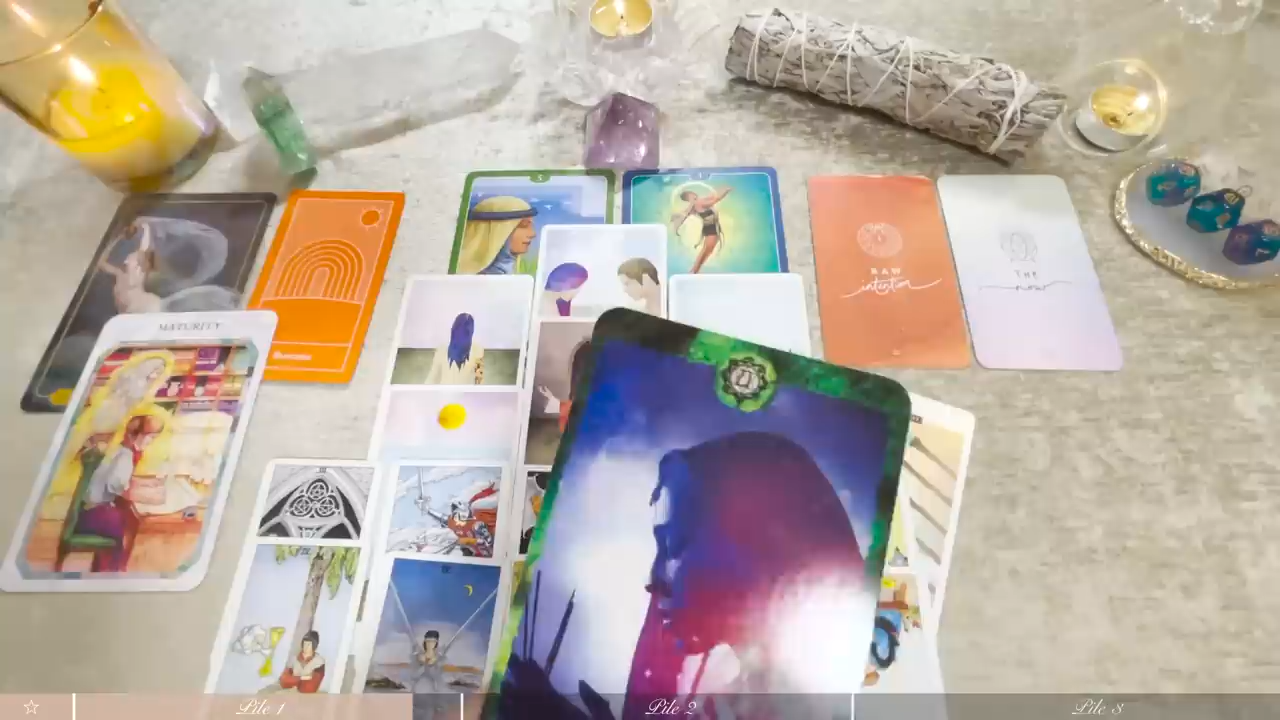 MATURITY
RAW
intention
THE
now
☆ Pile 1 Pile 2 Pile 3